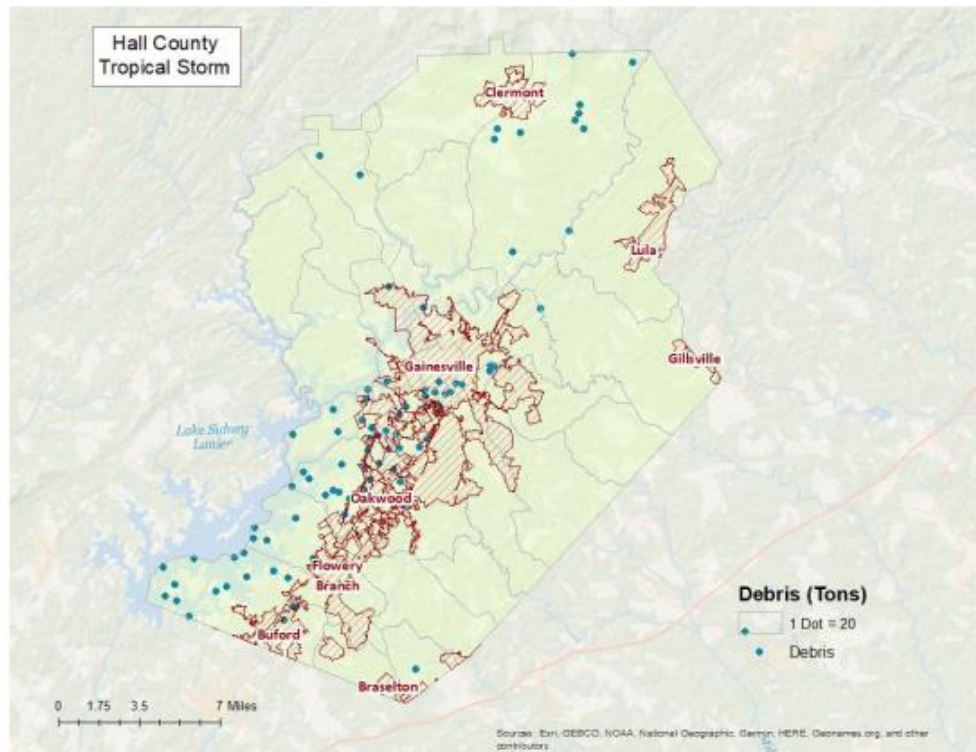 Hall County
Tropical Storm
Clermont
Lula
Gainesville
Gillsville
Lake Sidney
Lanier
Oakwood
Flowery
Branch
Buford
Braselton
Debris (Tons)
1 Dot = 20
Debris
0 1.75 3.5 7 Miles
Sources: Esri, GEBCO, NOAA, National Geographic, Garmin, HERE, Geonames.org, and other
contributors